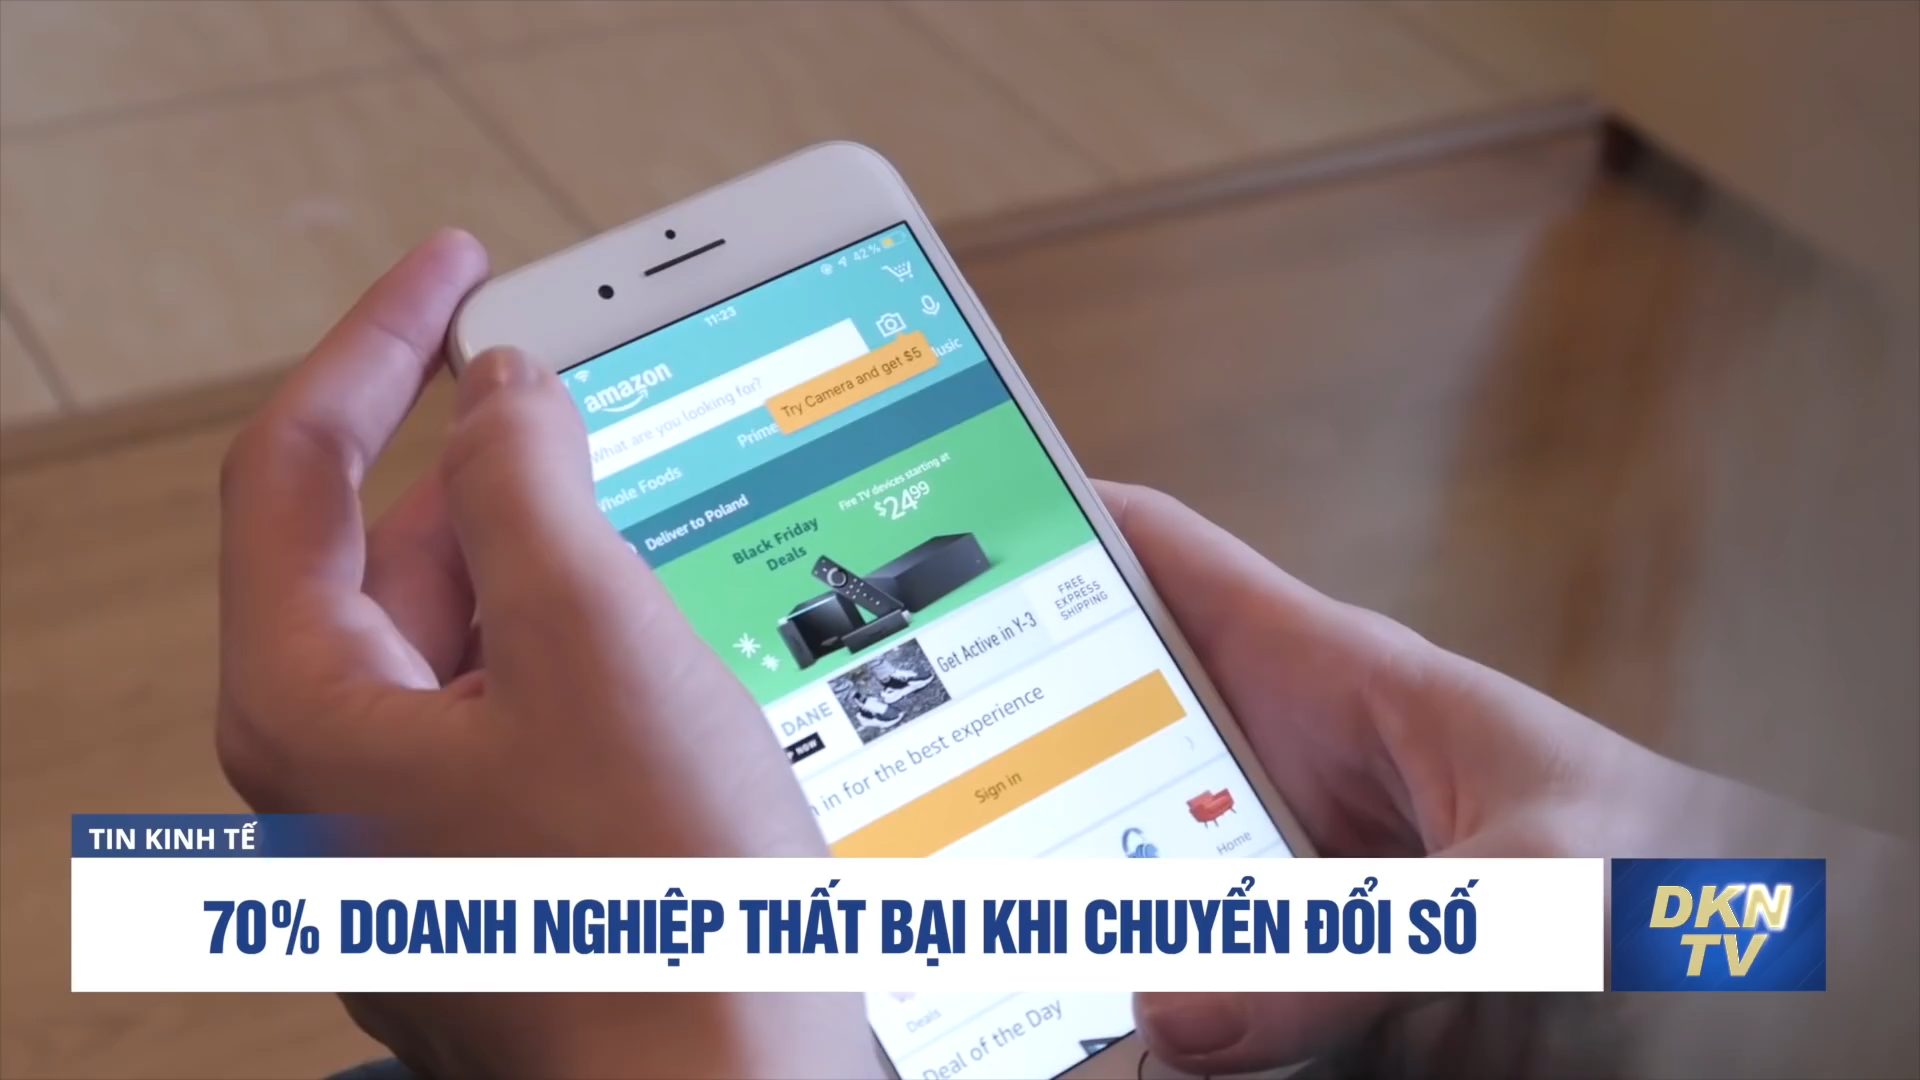 42%
11:23
amazon
What are you looking for?
Try Camera and get $5
Whole Foods
Prime
Music
Deliver to Poland
Black Friday
Deals
Fire TV devices starting at
$24.99
FREE
EXPRESS
SHIPPING
DANE
Get Active in Y-3
NOW
in for the best experience
Sign in
Home
TIN KINH TẾ
70% DOANH NGHIỆP THẤT BẠI KHI CHUYỂN ĐỔI SỐ
DKN
TV
Deals
Deal of the Day